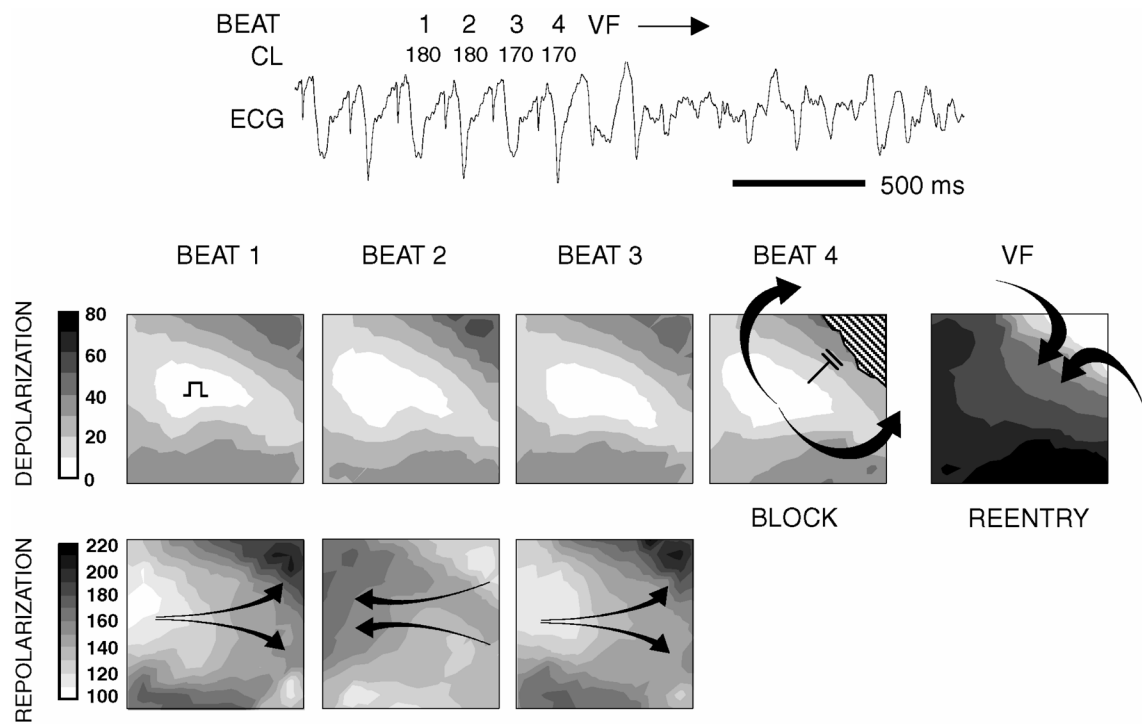 BEAT 1 2 3 4 VF
CL 180 180 170 170
ECG
500 ms
BEAT 1 BEAT 2 BEAT 3 BEAT 4 VF
DEPOLARIZATION
80
60
40
20
0
BLOCK REENTRY
REPOLARIZATION
220
200
180
160
140
120
100